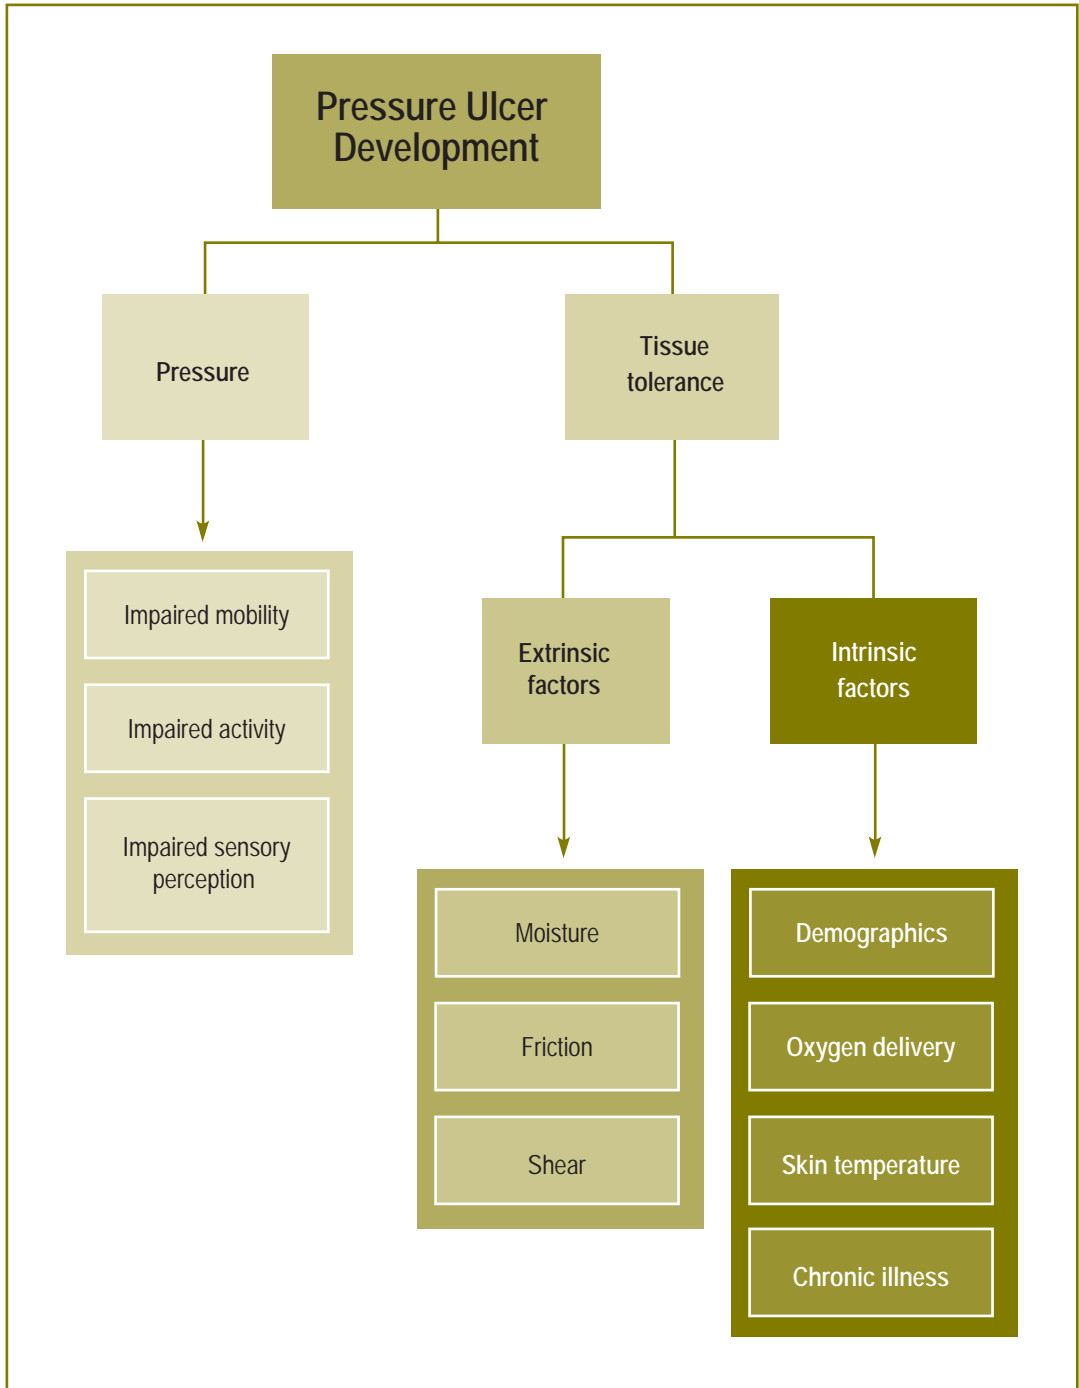 Pressure Ulcer
Development
Pressure
Tissue
tolerance
Impaired mobility
Impaired activity
Impaired sensory
perception
Extrinsic
factors
Intrinsic
factors
Moisture
Friction
Shear
Demographics
Oxygen delivery
Skin temperature
Chronic illness